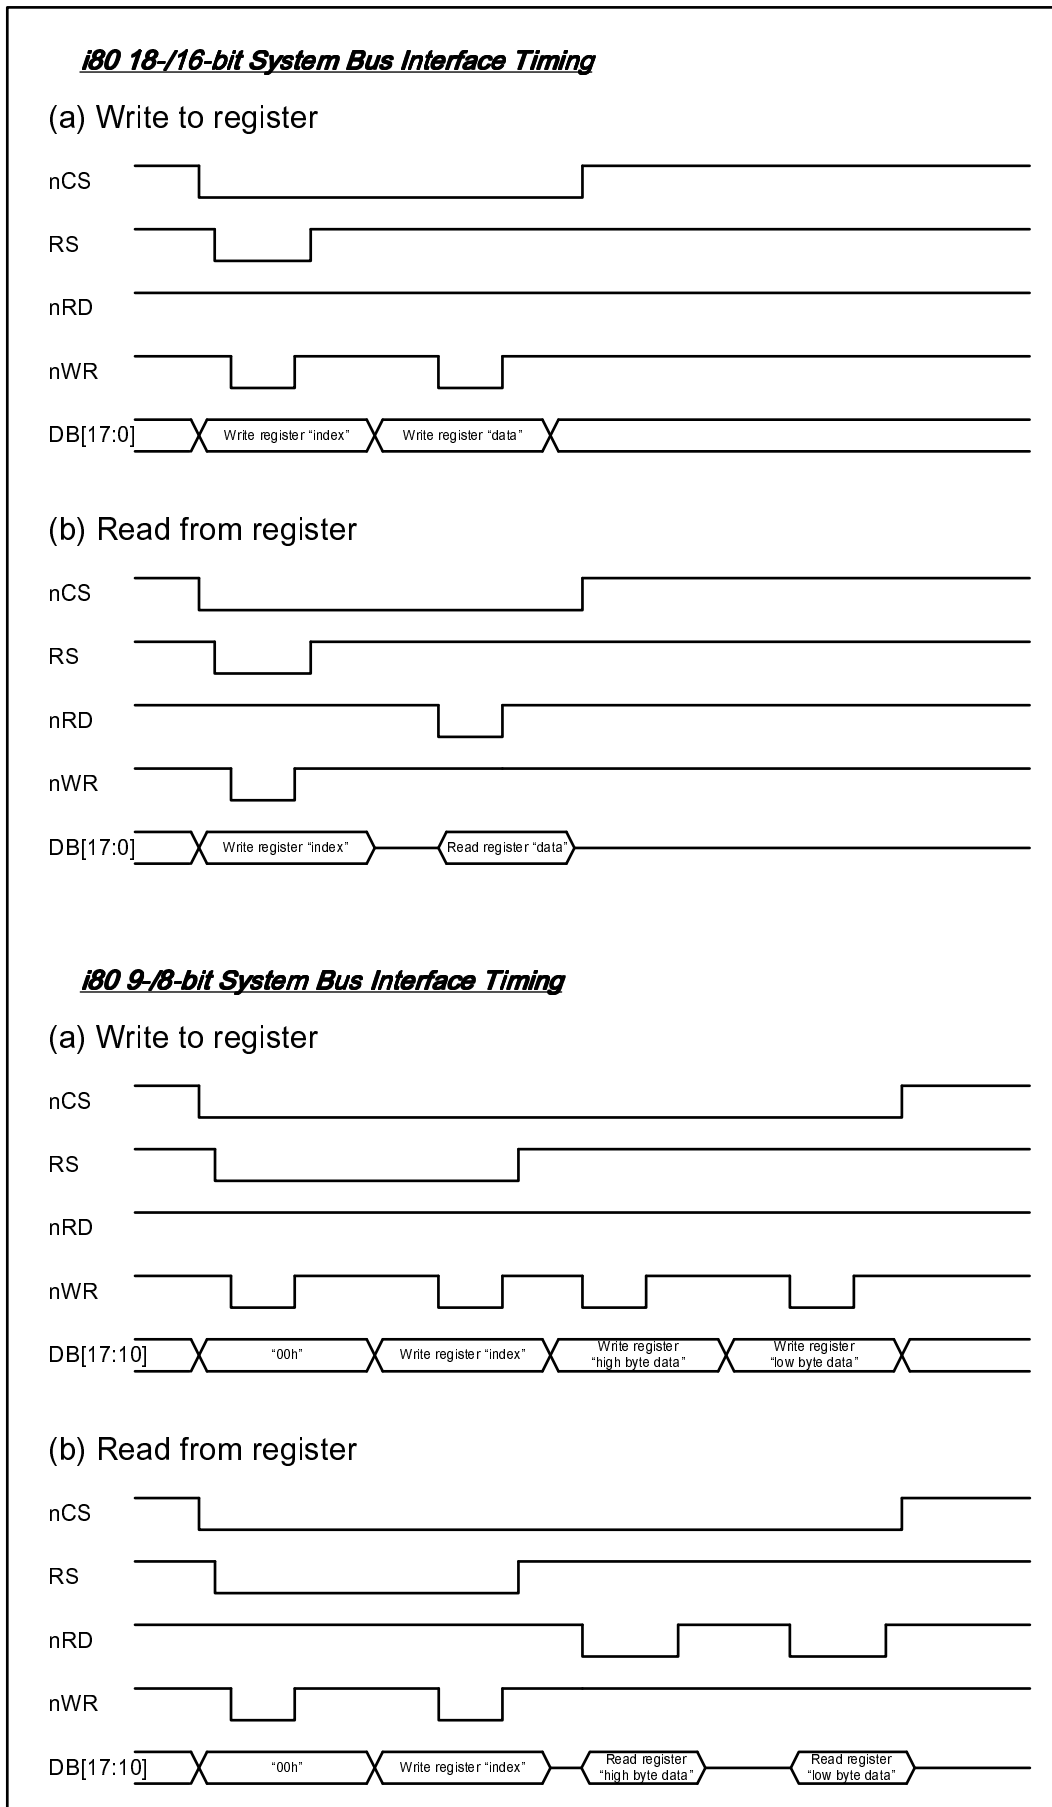 i80 18-/16-bit System Bus Interface Timing
(a) Write to register
nCS
RS
nRD
nWR
DB[17:0]
Write register “index”
Write register “data”
(b) Read from register
nCS
RS
nRD
nWR
DB[17:0]
Write register “index”
Read register “data”
i80 9-/8-bit System Bus Interface Timing
(a) Write to register
nCS
RS
nRD
nWR
DB[17:10]
“00h”
Write register “index”
Write register
“high byte data”
Write register
“low byte data”
(b) Read from register
nCS
RS
nRD
nWR
DB[17:10]
“00h”
Write register “index”
Read register
“high byte data”
Read register
“low byte data”